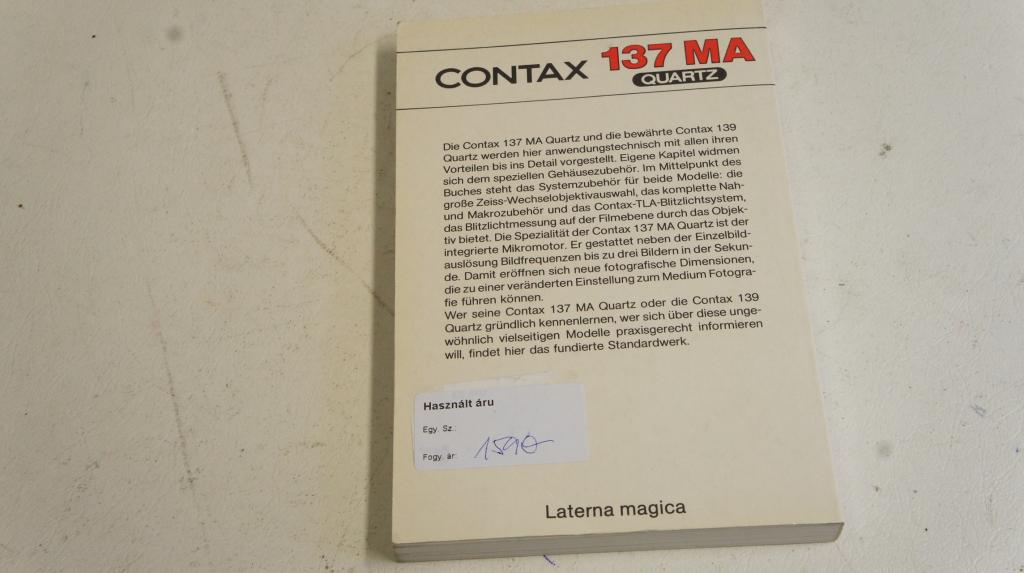 CONTAX 137 MA
QUARTZ
Die Contax 137 MA Quartz und die bewährte Contax 139
Quartz werden hier anwendungstechnisch mit allen ihren
Vorteilen bis ins Detail vorgestellt. Eigene Kapitel widmen
sich dem speziellen Gehäusezubehör. Im Mittelpunkt des
Buches steht das Systemzubehör für beide Modelle: die
große Zeiss-Wechselobjektivauswahl, das komplette Nah-
und Makrozubehör und das Contax-TLA-Blitzlichtsystem,
das Blitzlichtmessung auf der Filmebene durch das Objek-
tiv bietet. Die Spezialität der Contax 137 MA Quartz ist der
integrierte Mikromotor. Er gestattet neben der Einzelbild-
auslösung Bildfrequenzen bis zu drei Bildern in der Sekun-
de. Damit eröffnen sich neue fotografische Dimensionen,
die zu einer veränderten Einstellung zum Medium Fotogra-
fie führen können.
Wer seine Contax 137 MA Quartz oder die Contax 139
Quartz gründlich kennenlernen, wer sich über diese unge-
wöhnlich vielseitigen Modelle praxisgerecht informieren
will, findet hier das fundierte Standardwerk.
Használt áru
Egy. Sz.:
Fogy. ár: 1590
Laterna magica